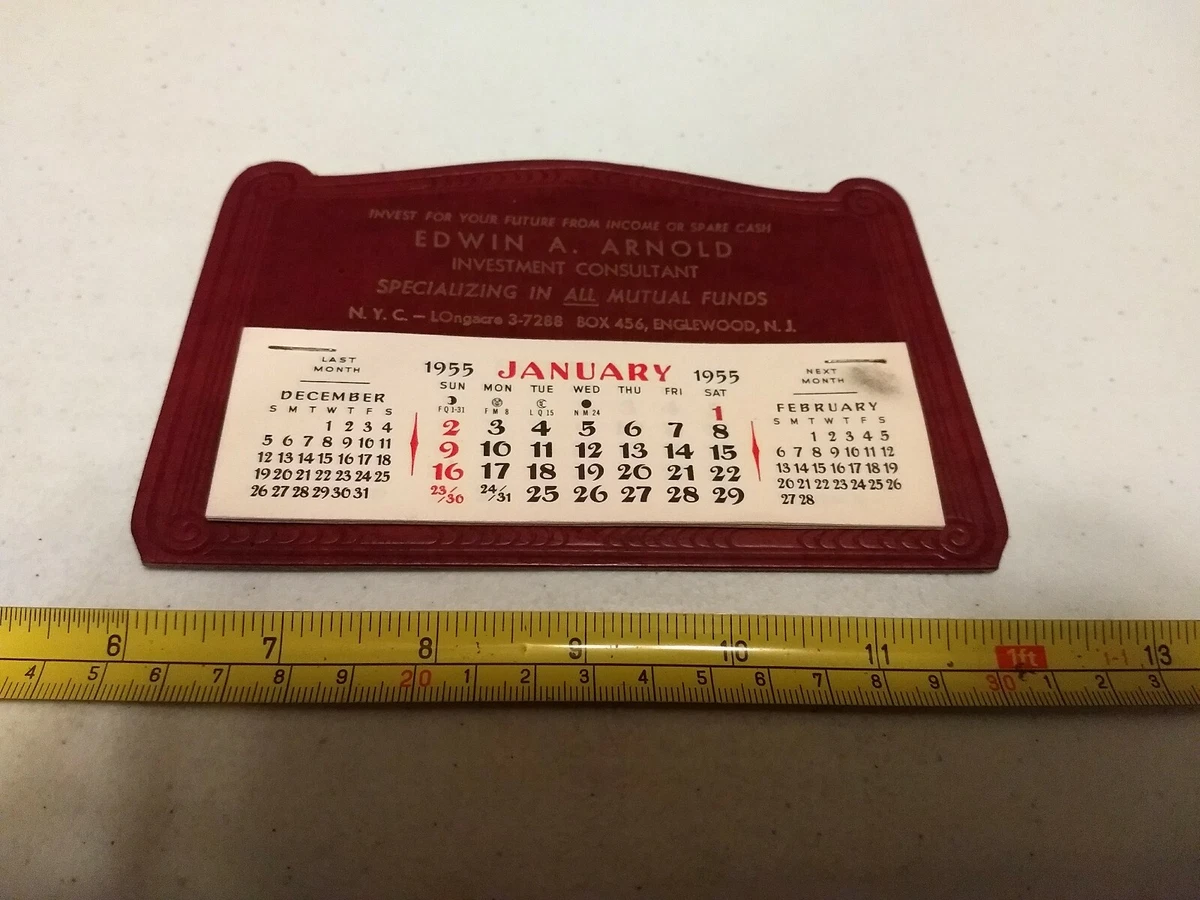 INVEST FOR YOUR FUTURE FROM INCOME OR SPARE CASH
EDWIN A. ARNOLD
INVESTMENT CONSULTANT
SPECIALIZING IN ALL MUTUAL FUNDS
N. Y. C. — LOngacre 3-7288 BOX 456, ENGLEWOOD, N. J.
LAST
MONTH
DECEMBER
S M T W T F S
1 2 3 4
5 6 7 8 9 10 11
12 13 14 15 16 17 18
19 20 21 22 23 24 25
26 27 28 29 30 31
1955 JANUARY 1955
SUN MON TUE WED THU FRI SAT
FQ 1-31 FM 8 LQ 15 NM 24 1
2 3 4 5 6 7 8
9 10 11 12 13 14 15
16 17 18 19 20 21 22
23/30 24/31 25 26 27 28 29
NEXT
MONTH
FEBRUARY
S M T W T F S
1 2 3 4 5
6 7 8 9 10 11 12
13 14 15 16 17 18 19
20 21 22 23 24 25 26
27 28
6 7 8 9 10 11 1ft 13
4 5 6 7 8 9 20 1 2 3 4 5 6 7 8 9 30 1 2 3